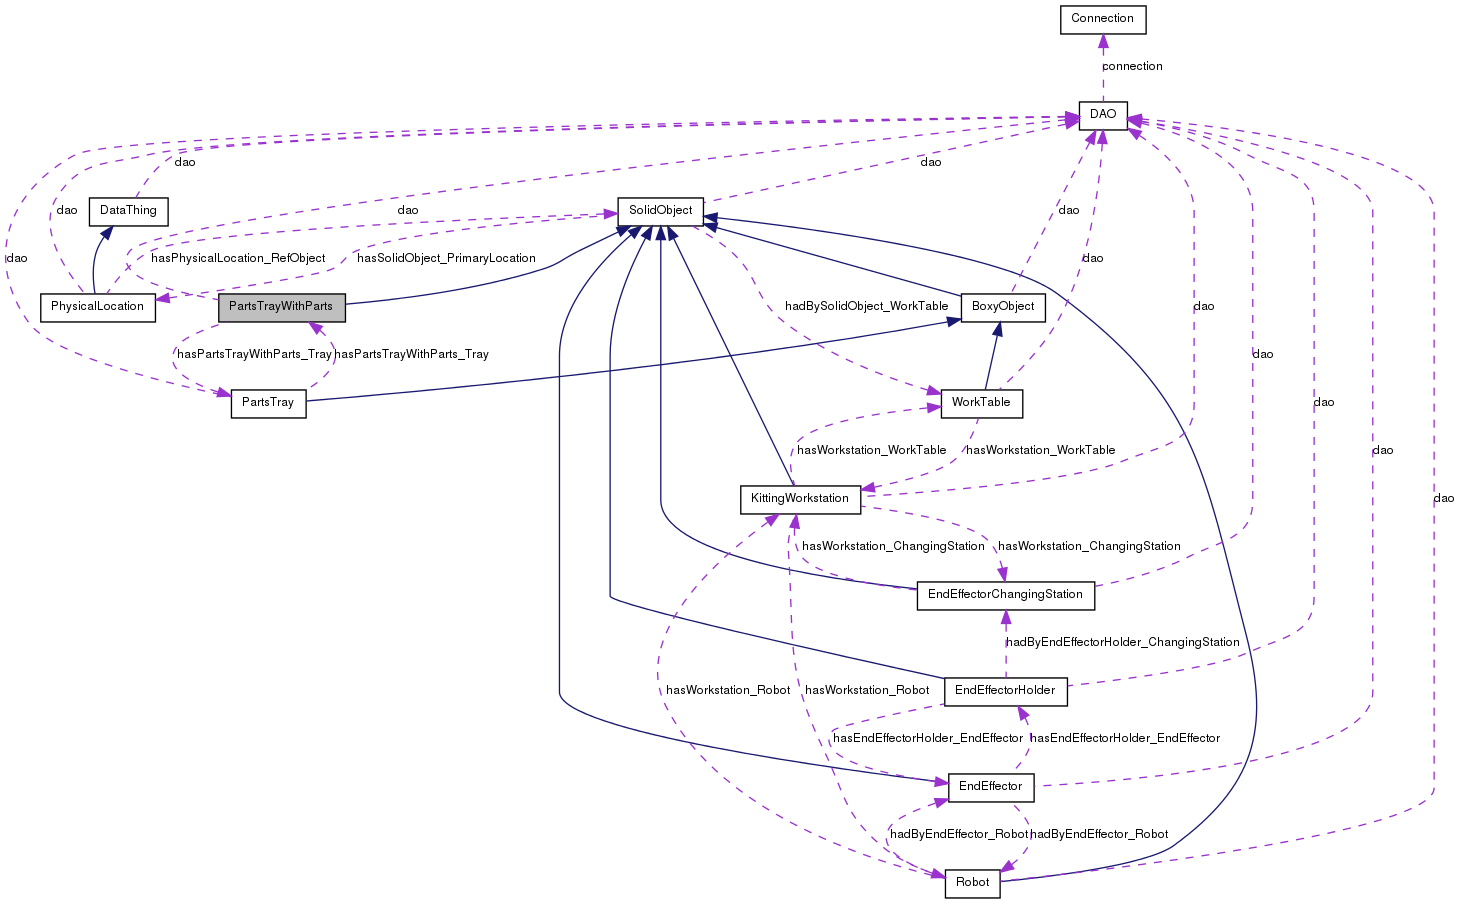 Connection
connection
DAO
dao
dao
DataThing
dao
dao
SolidObject
dao
dao
hasPhysicalLocation_RefObject
hasSolidObject_PrimaryLocation
dao
PhysicalLocation
PartsTrayWithParts
hadBySolidObject_WorkTable
BoxyObject
dao
hasPartsTrayWithParts_Tray
hasPartsTrayWithParts_Tray
dao
PartsTray
WorkTable
dao
hasWorkstation_WorkTable
hasWorkstation_WorkTable
dao
KittingWorkstation
dao
hasWorkstation_ChangingStation
hasWorkstation_ChangingStation
EndEffectorChangingStation
hadByEndEffectorHolder_ChangingStation
hasWorkstation_Robot
hasWorkstation_Robot
EndEffectorHolder
hasEndEffectorHolder_EndEffector
hasEndEffectorHolder_EndEffector
EndEffector
hadByEndEffector_Robot
hadByEndEffector_Robot
Robot